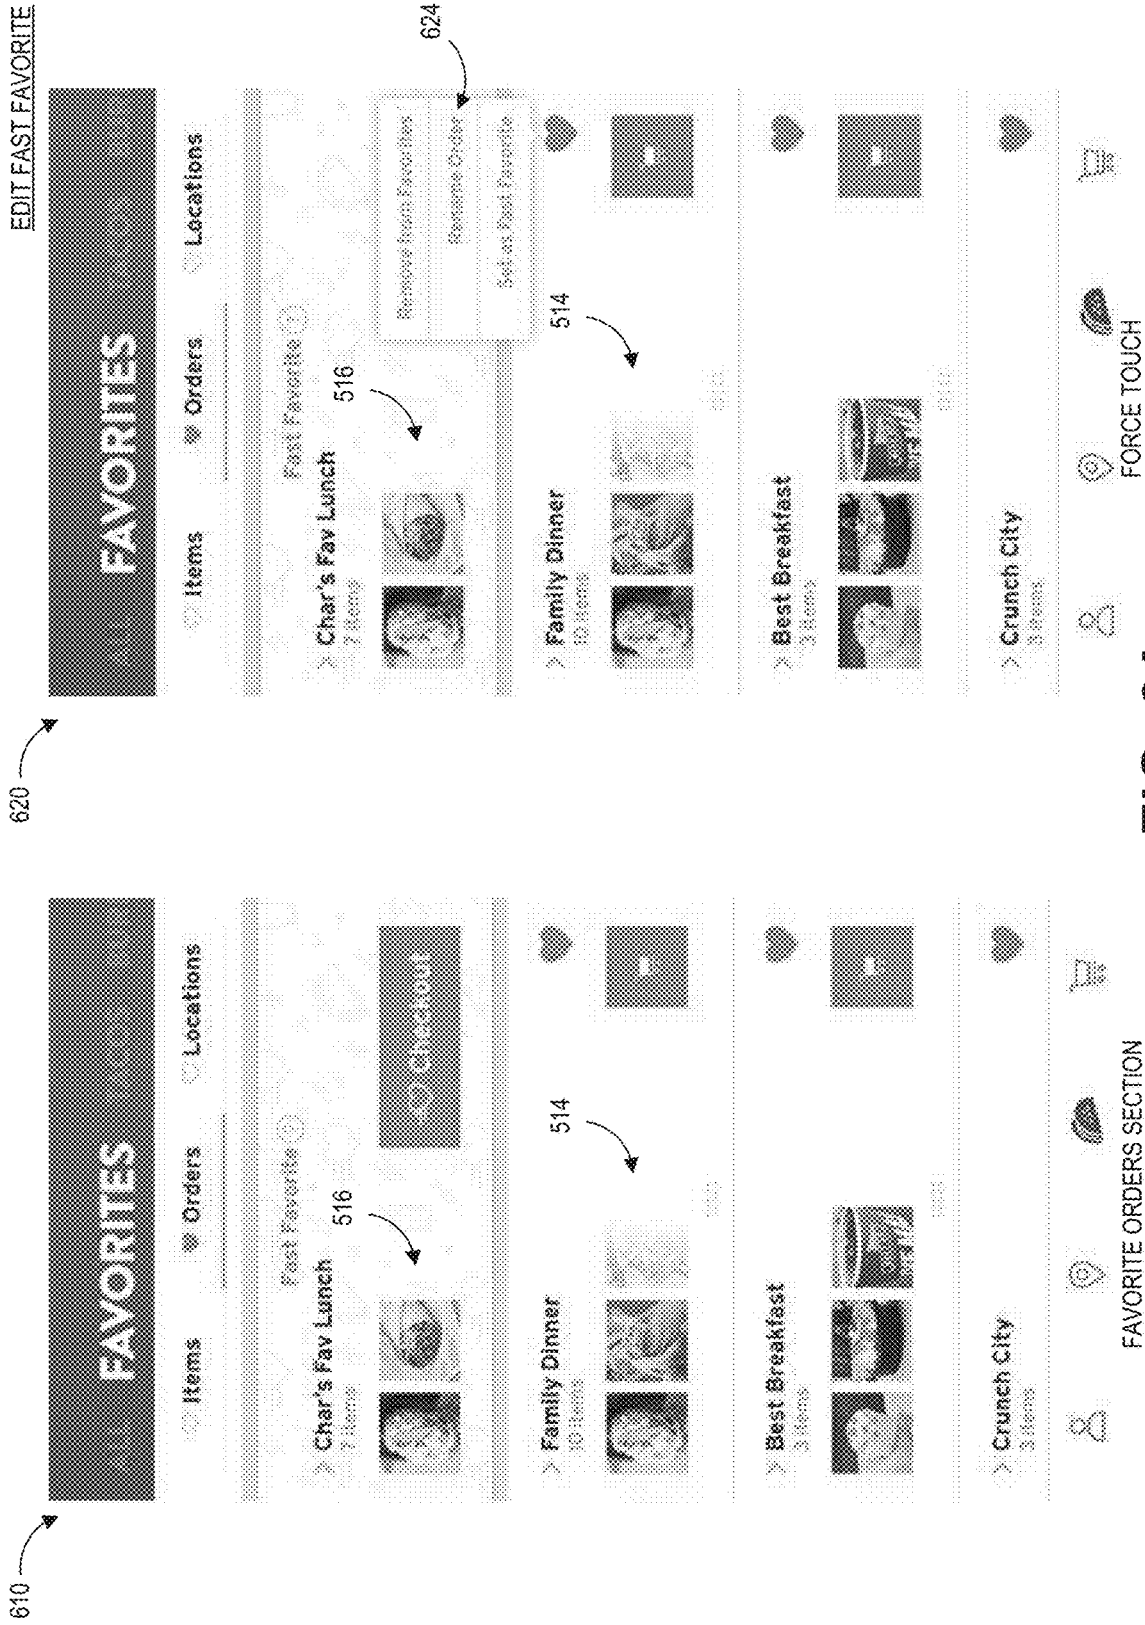 EDIT FAST FAVORITE
610
FAVORITES
Items
Orders
Locations
Fast Favorite
Char's Fav Lunch
7 items
516
Checkout
Family Dinner
10 items
514
Best Breakfast
3 items
Crunch City
3 items
FAVORITE ORDERS SECTION
620
FAVORITES
Items
Orders
Locations
Fast Favorite
Char's Fav Lunch
7 items
516
Remove from Favorites
Rename Order
Set as Fast Favorite
624
Family Dinner
10 items
514
Best Breakfast
3 items
Crunch City
3 items
FORCE TOUCH